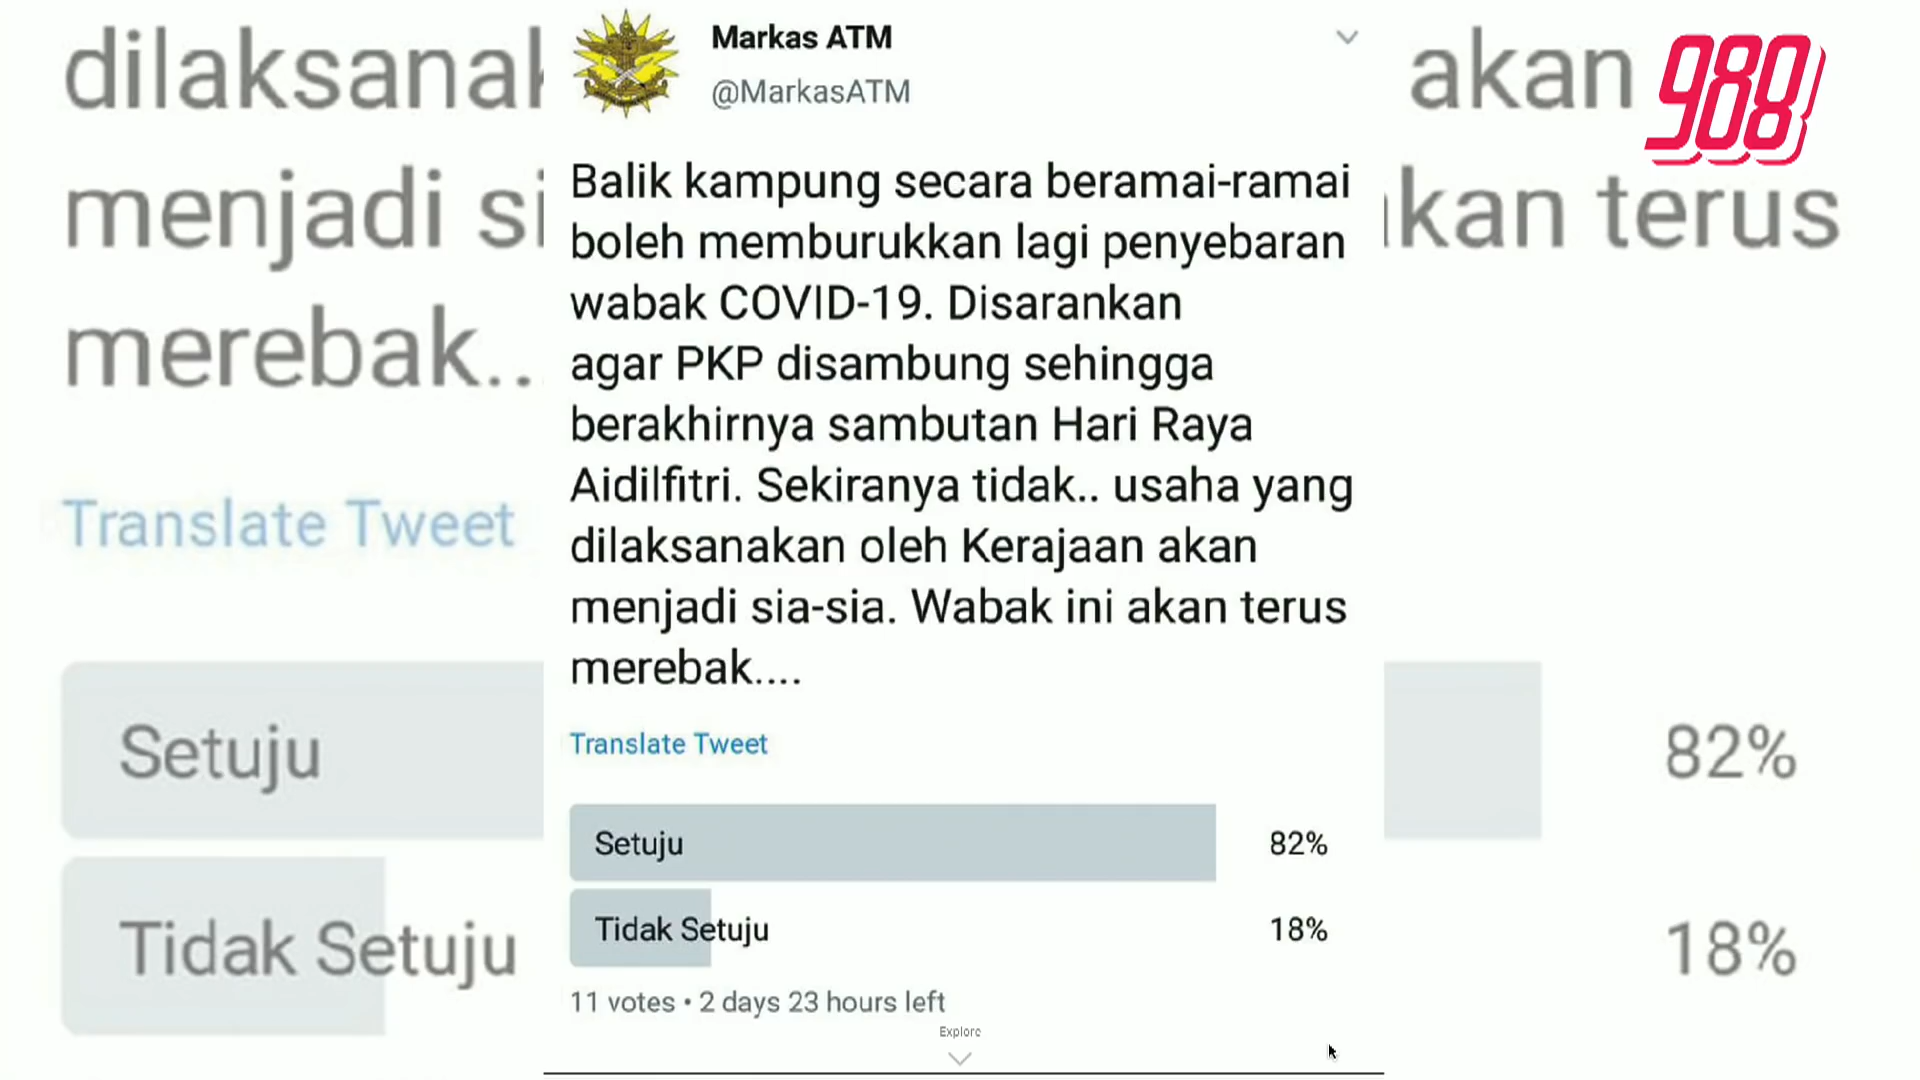 dilaksanak
menjadi si
merebak...
Translate Tweet
Setuju
Tidak Setuju
Markas ATM
@MarkasATM
Balik kampung secara beramai-ramai
boleh memburukkan lagi penyebaran
wabak COVID-19. Disarankan
agar PKP disambung sehingga
berakhirnya sambutan Hari Raya
Aidilfitri. Sekiranya tidak.. usaha yang
dilaksanakan oleh Kerajaan akan
menjadi sia-sia. Wabak ini akan terus
merebak....
Translate Tweet
Setuju 82%
Tidak Setuju 18%
11 votes • 2 days 23 hours left
Explore
akan
kan terus
82%
18%
988